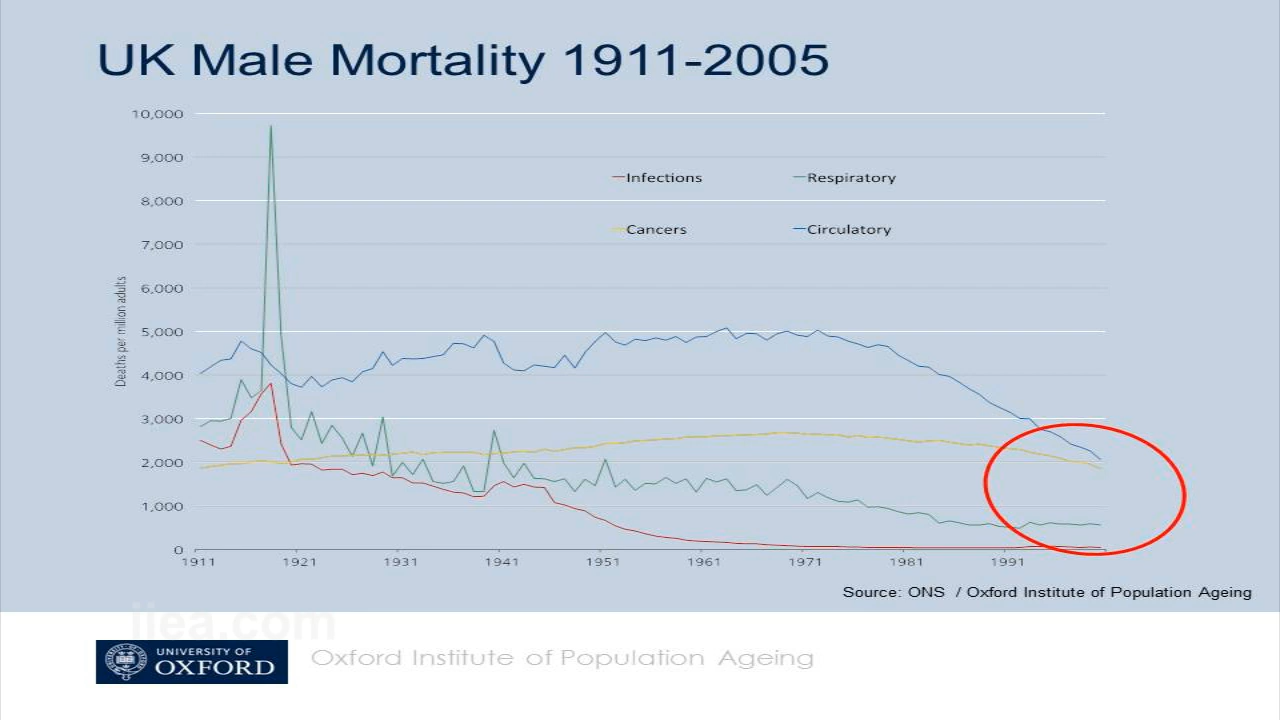 UK Male Mortality 1911-2005
10,000
9,000
8,000
7,000
6,000
5,000
4,000
3,000
2,000
1,000
0
Deaths per million adults
Infections
Respiratory
Cancers
Circulatory
1911
1921
1931
1941
1951
1961
1971
1981
1991
Source: ONS / Oxford Institute of Population Ageing
iiea.com
UNIVERSITY OF
OXFORD
Oxford Institute of Population Ageing